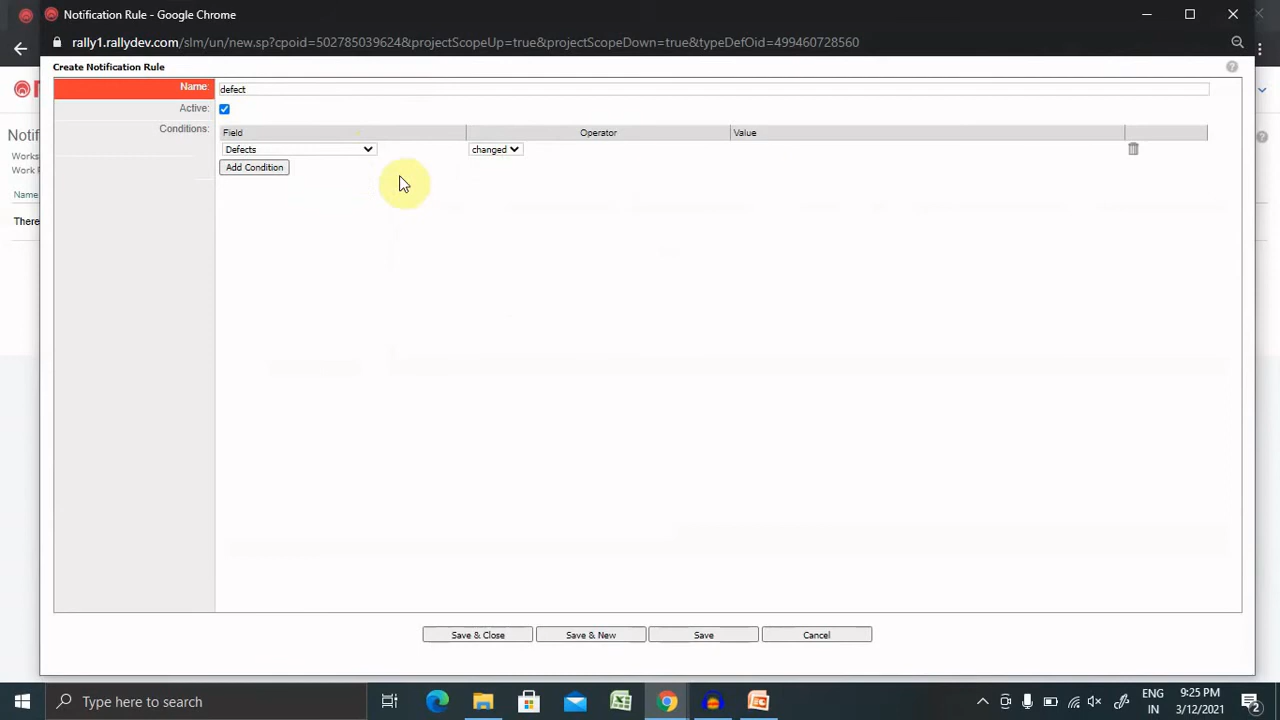 Notification Rule - Google Chrome
rally1.rallydev.com/slm/un/new.sp?cpoid=502785039624&projectScopeUp=true&projectScopeDown=true&typeDefOid=499460728560
Create Notification Rule
Name: defect
Active:
Conditions: Field Operator Value
Defects changed
Add Condition
Notif
Works
Work P
Name
There
Save & Close Save & New Save Cancel
Type here to search
ENG
IN
9:25 PM
3/12/2021
2